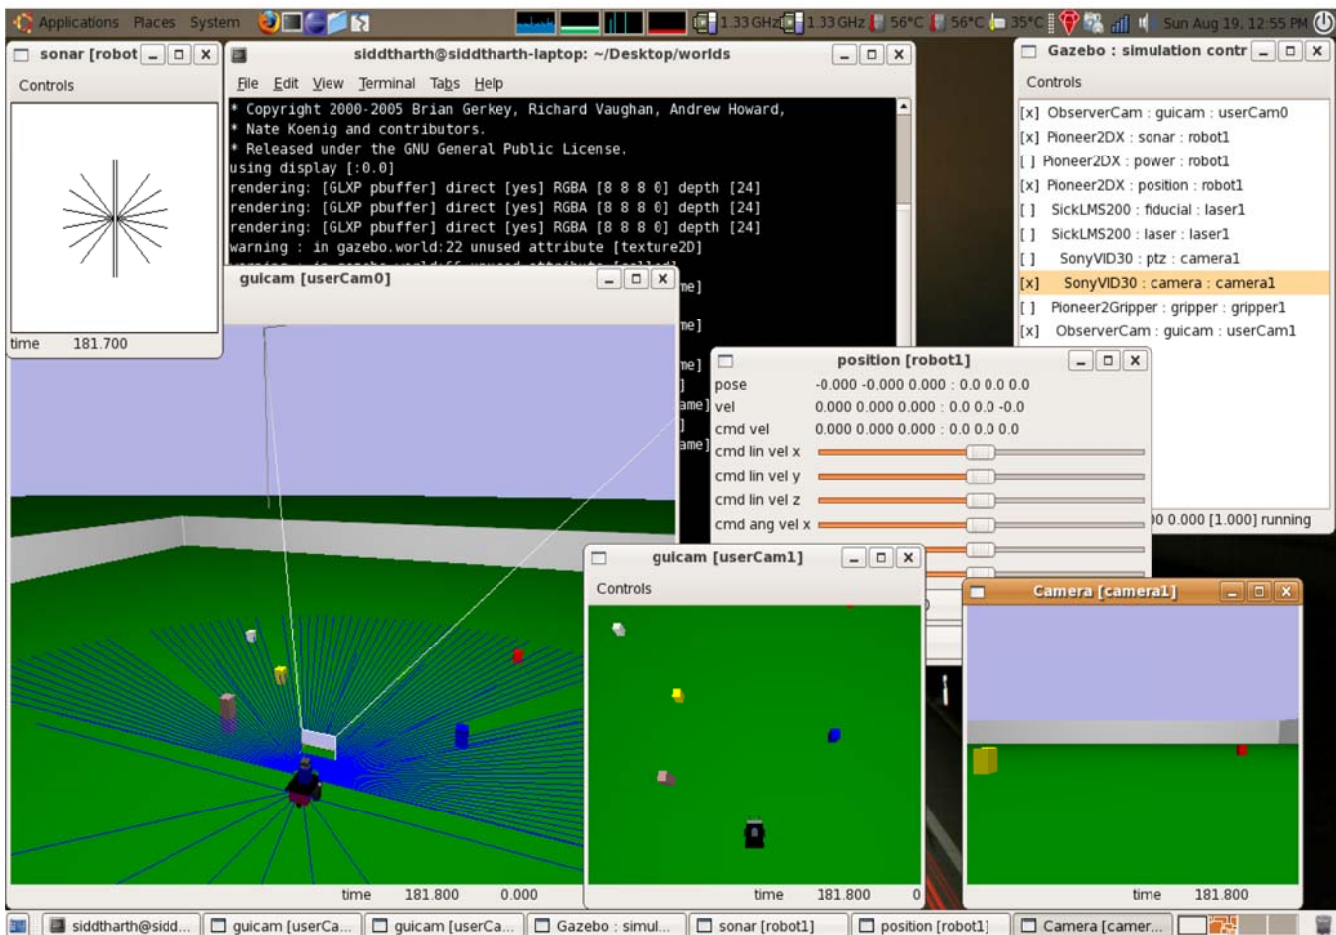 Applications Places System 1.33 GHz 1.33 GHz 56°C 56°C 35°C Sun Aug 19, 12:55 PM
sonar [robot
Controls
time 181.700
siddtharth@siddtharth-laptop: ~/Desktop/worlds
File Edit View Terminal Tabs Help
* Copyright 2000-2005 Brian Gerkey, Richard Vaughan, Andrew Howard,
* Nate Koenig and contributors.
* Released under the GNU General Public License.
using display [:0.0]
rendering: [GLXP pbuffer] direct [yes] RGBA [8 8 8 0] depth [24]
rendering: [GLXP pbuffer] direct [yes] RGBA [8 8 8 0] depth [24]
rendering: [GLXP pbuffer] direct [yes] RGBA [8 8 8 0] depth [24]
warning : in gazebo.world:22 unused attribute [texture2D]
me]
me]
me]
]
ame]
]
ame]
Gazebo : simulation contr
Controls
[x] ObserverCam : guicam : userCam0
[x] Pioneer2DX : sonar : robot1
[ ] Pioneer2DX : power : robot1
[x] Pioneer2DX : position : robot1
[ ] SickLMS200 : fiducial : laser1
[ ] SickLMS200 : laser : laser1
[ ] SonyVID30 : ptz : camera1
[x] SonyVID30 : camera : camera1
[ ] Pioneer2Gripper : gripper : gripper1
[x] ObserverCam : guicam : userCam1
00 0.000 [1.000] running
guicam [userCam0]
time 181.800 0.000
position [robot1]
pose -0.000 -0.000 0.000 : 0.0 0.0 0.0
vel 0.000 0.000 0.000 : 0.0 0.0 -0.0
cmd vel 0.000 0.000 0.000 : 0.0 0.0 0.0
cmd lin vel x
cmd lin vel y
cmd lin vel z
cmd ang vel x
guicam [userCam1]
Controls
time 181.800 0
Camera [camera1]
time 181.800
siddtharth@sidd... guicam [userCa... guicam [userCa... Gazebo : simul... sonar [robot1] position [robot1] Camera [camer...